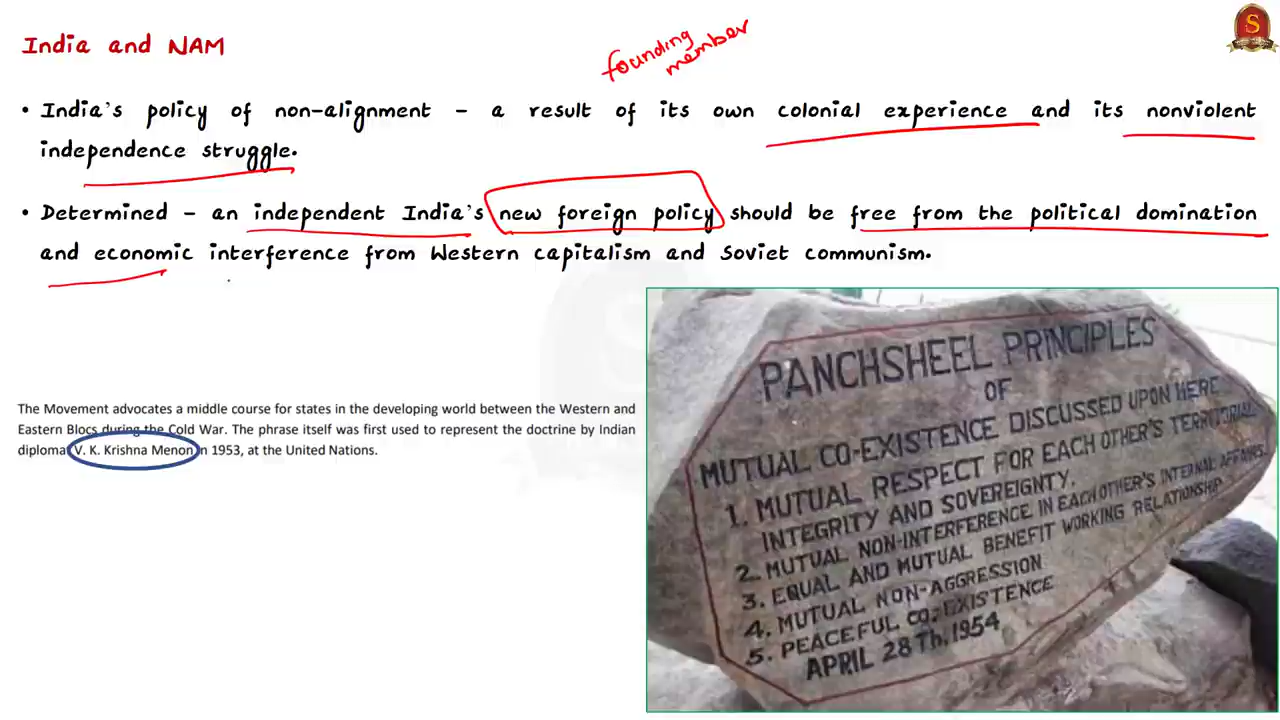 India and NAM
founding
member
• India's policy of non-alignment – a result of its own colonial experience and its nonviolent
independence struggle.
• Determined – an independent India's new foreign policy should be free from the political domination
and economic interference from Western capitalism and Soviet communism.
The Movement advocates a middle course for states in the developing world between the Western and
Eastern Blocs during the Cold War. The phrase itself was first used to represent the doctrine by Indian
diploma V. K. Krishna Menon in 1953, at the United Nations.
PANCHSHEEL PRINCIPLES
OF
MUTUAL CO-EXISTENCE DISCUSSED UPON HERE
1. MUTUAL RESPECT FOR EACH OTHER'S TERRITORIAL
INTEGRITY AND SOVEREIGNTY.
2. MUTUAL NON-INTERFERENCE IN EACH OTHER'S INTERNAL AFFAIRS.
3. EQUAL AND MUTUAL BENEFIT WORKING RELATIONSHIP
4. MUTUAL NON-AGGRESSION
5. PEACEFUL CO-EXISTENCE
APRIL 28Th, 1954
S